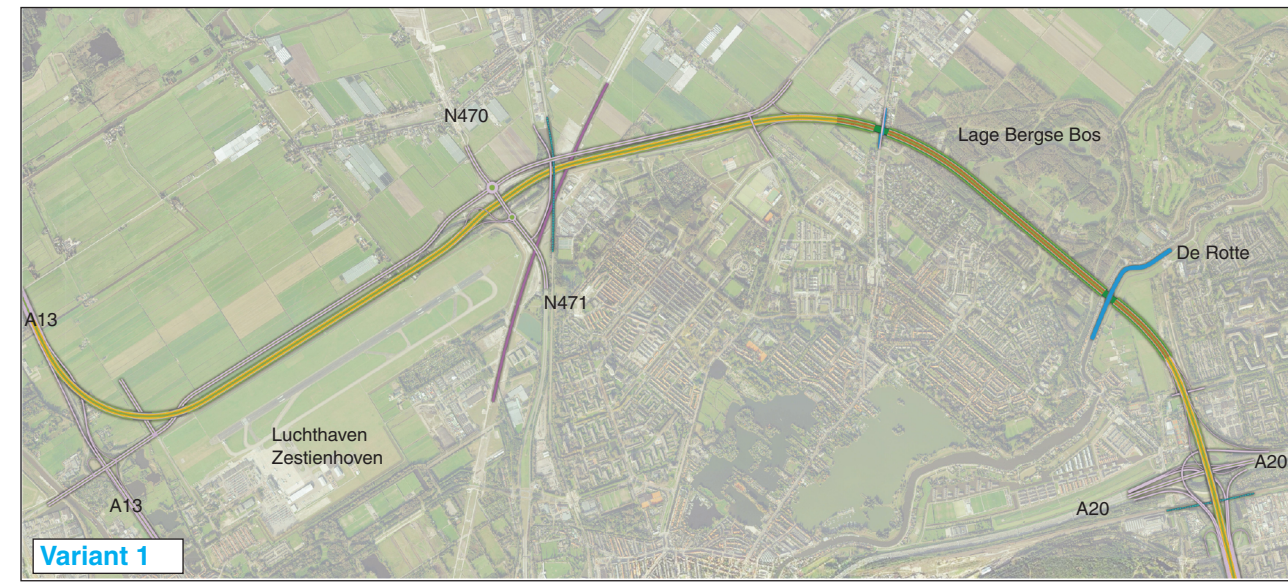 N470
Lage Bergse Bos
De Rotte
N471
A13
Luchthaven
Zestienhoven
A20
A13
A20
Variant 1